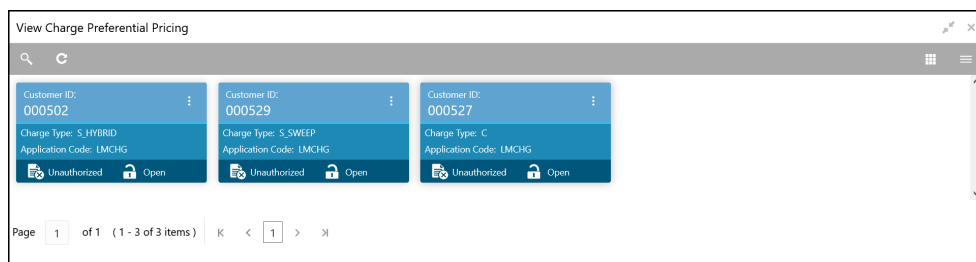 View Charge Preferential Pricing
Customer ID:
000502
Charge Type: S_HYBRID
Application Code: LMCHG
Unauthorized Open
Customer ID:
000529
Charge Type: S_SWEEP
Application Code: LMCHG
Unauthorized Open
Customer ID:
000527
Charge Type: C
Application Code: LMCHG
Unauthorized Open
Page 1 of 1 (1 - 3 of 3 items) 1